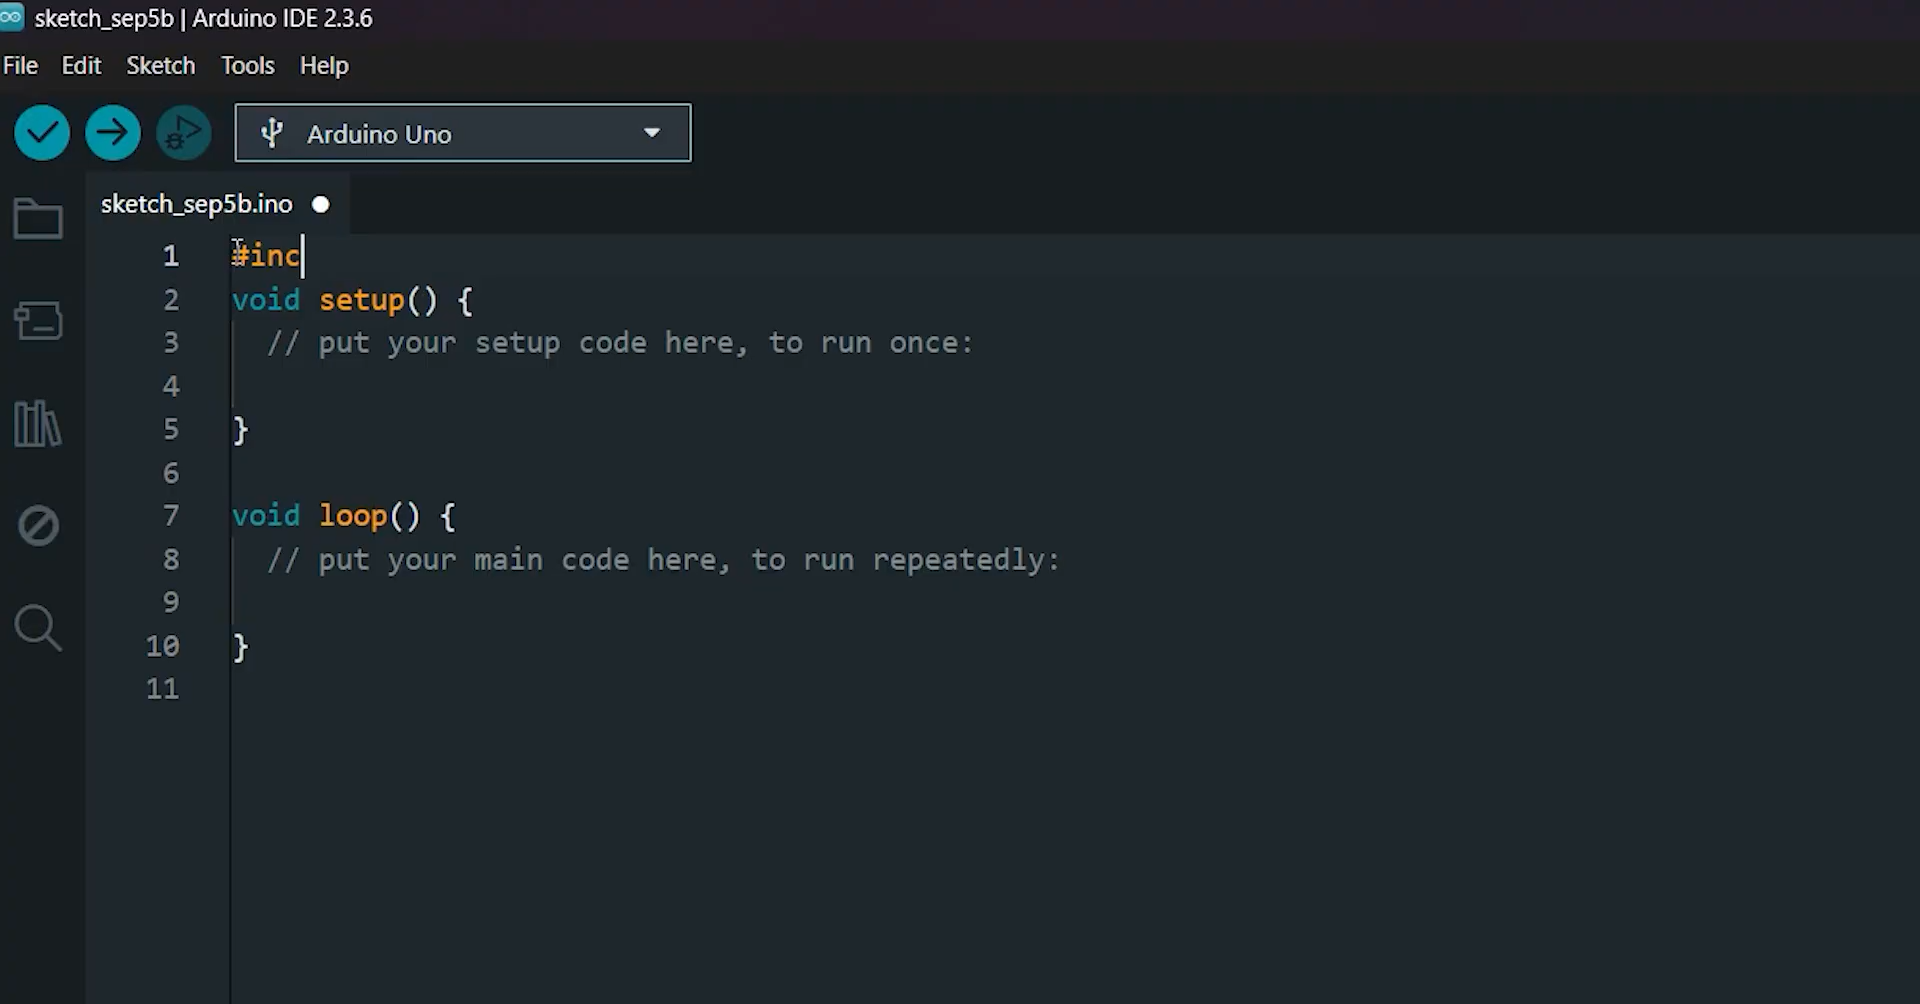 sketch_sep5b | Arduino IDE 2.3.6
File Edit Sketch Tools Help
Arduino Uno
sketch_sep5b.ino
1 #inc
2 void setup() {
3 // put your setup code here, to run once:
4
5 }
6
7 void loop() {
8 // put your main code here, to run repeatedly:
9
10 }
11